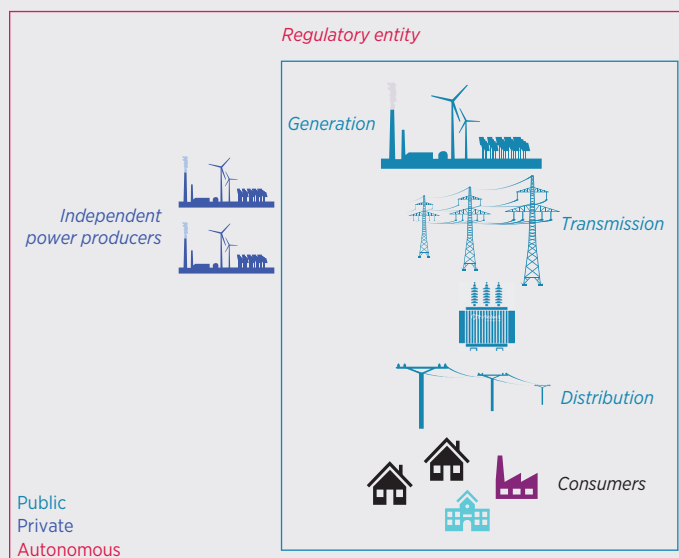 Regulatory entity
Generation
Independent
power producers
Transmission
Distribution
Consumers
Public
Private
Autonomous